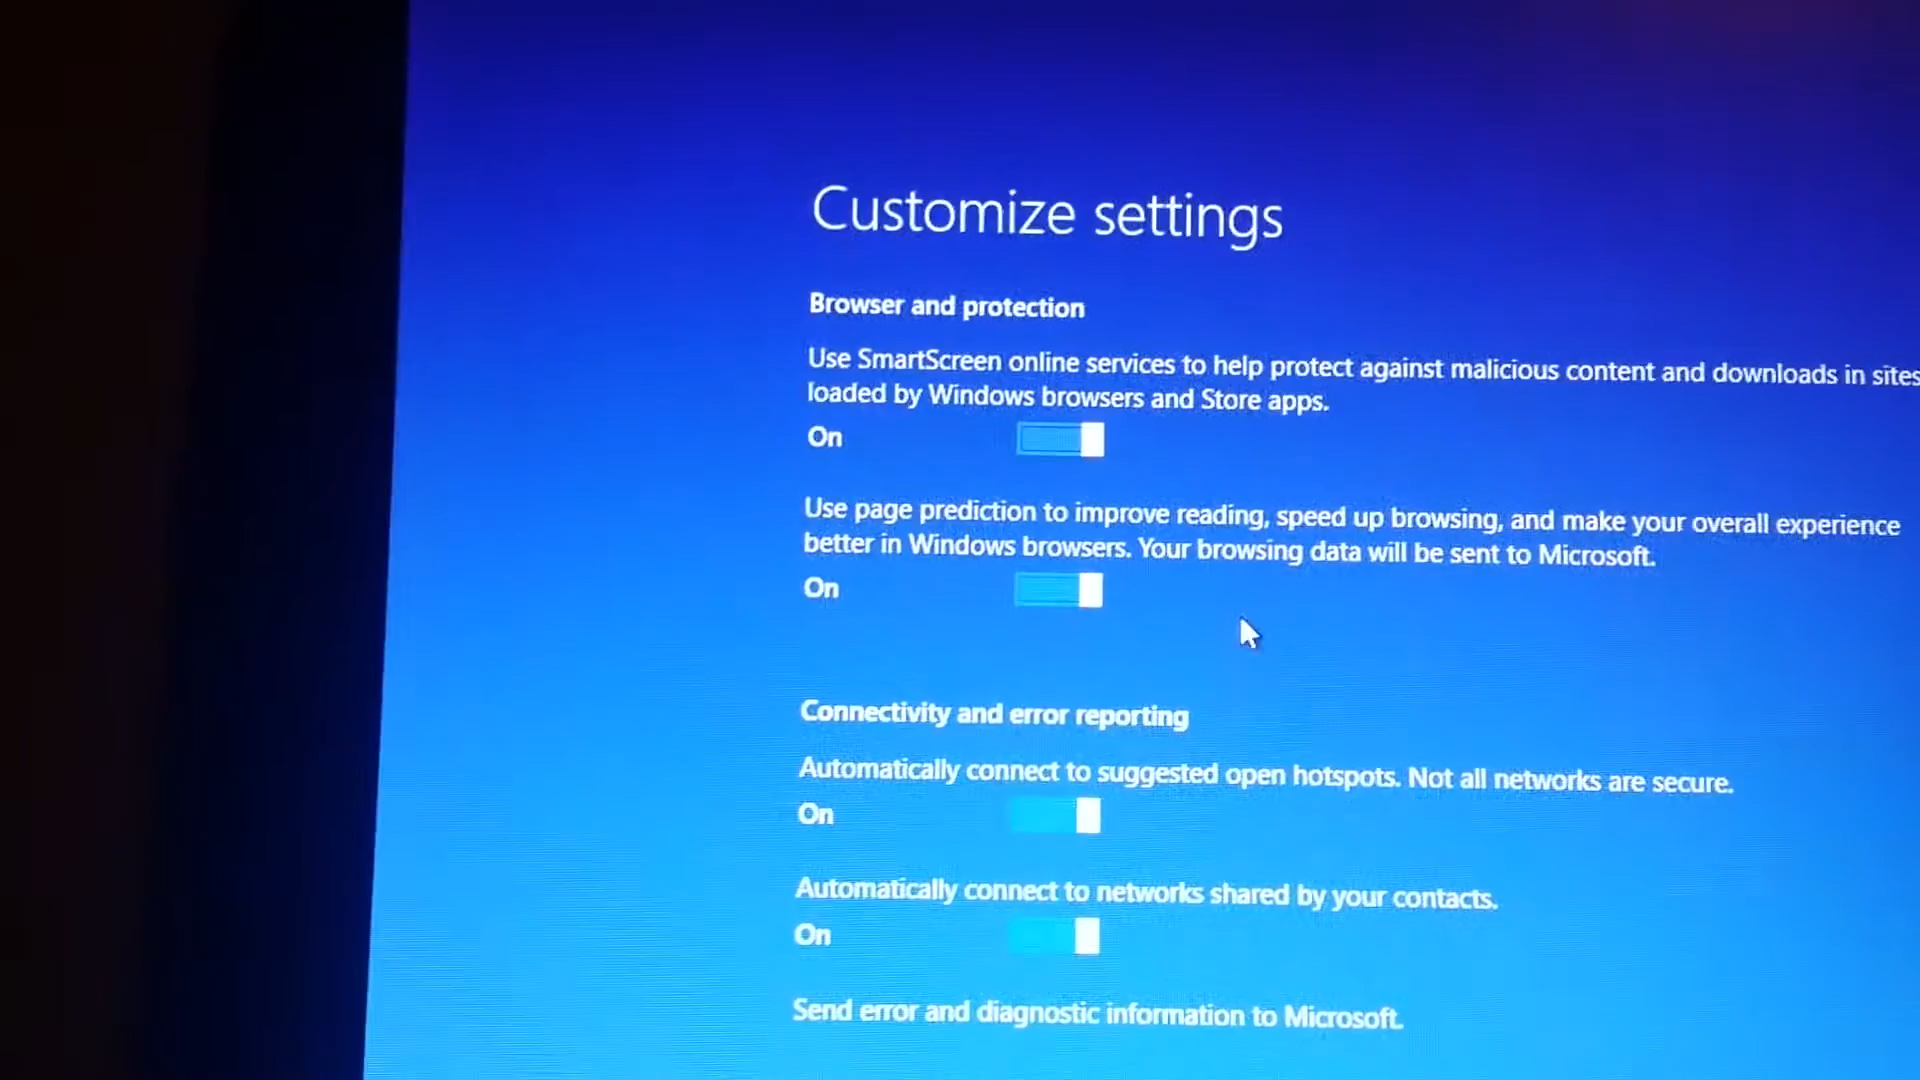 Customize settings
Browser and protection
Use SmartScreen online services to help protect against malicious content and downloads in sites
loaded by Windows browsers and Store apps.
On
Use page prediction to improve reading, speed up browsing, and make your overall experience
better in Windows browsers. Your browsing data will be sent to Microsoft.
On
Connectivity and error reporting
Automatically connect to suggested open hotspots. Not all networks are secure.
On
Automatically connect to networks shared by your contacts.
On
Send error and diagnostic information to Microsoft.